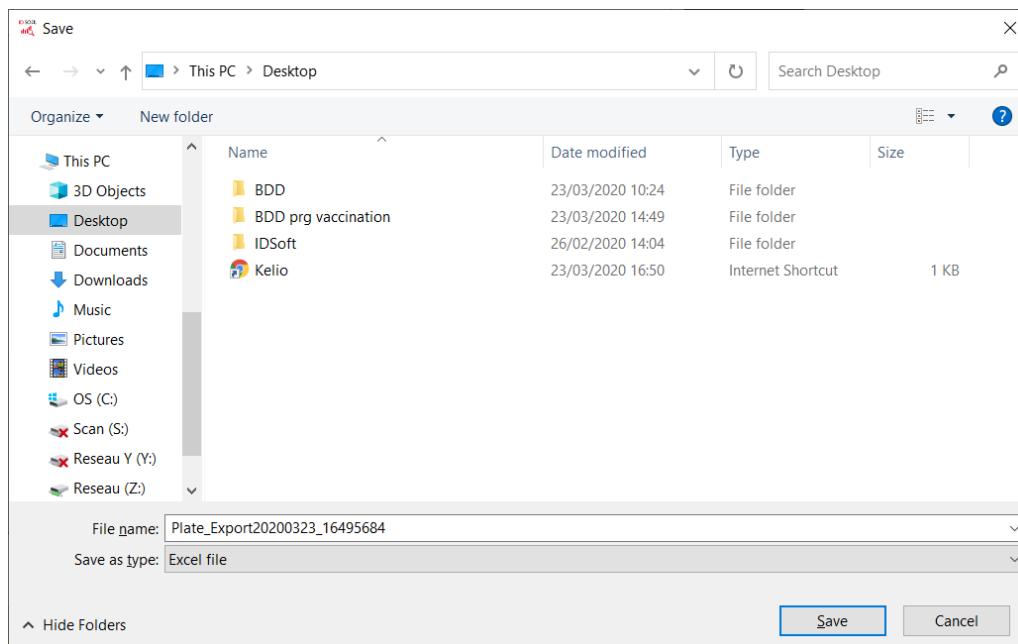 Save
This PC > Desktop
Search Desktop
Organize
New folder
?
Name Date modified Type Size
This PC
3D Objects
Desktop
Documents
Downloads
Music
Pictures
Videos
OS (C:)
Scan (S:)
Reseau Y (Y:)
Reseau (Z:)
BDD 23/03/2020 10:24 File folder
BDD prg vaccination 23/03/2020 14:49 File folder
IDSoft 26/02/2020 14:04 File folder
Kelio 23/03/2020 16:50 Internet Shortcut 1 KB
File name: Plate_Export20200323_16495684
Save as type: Excel file
Hide Folders
Save
Cancel